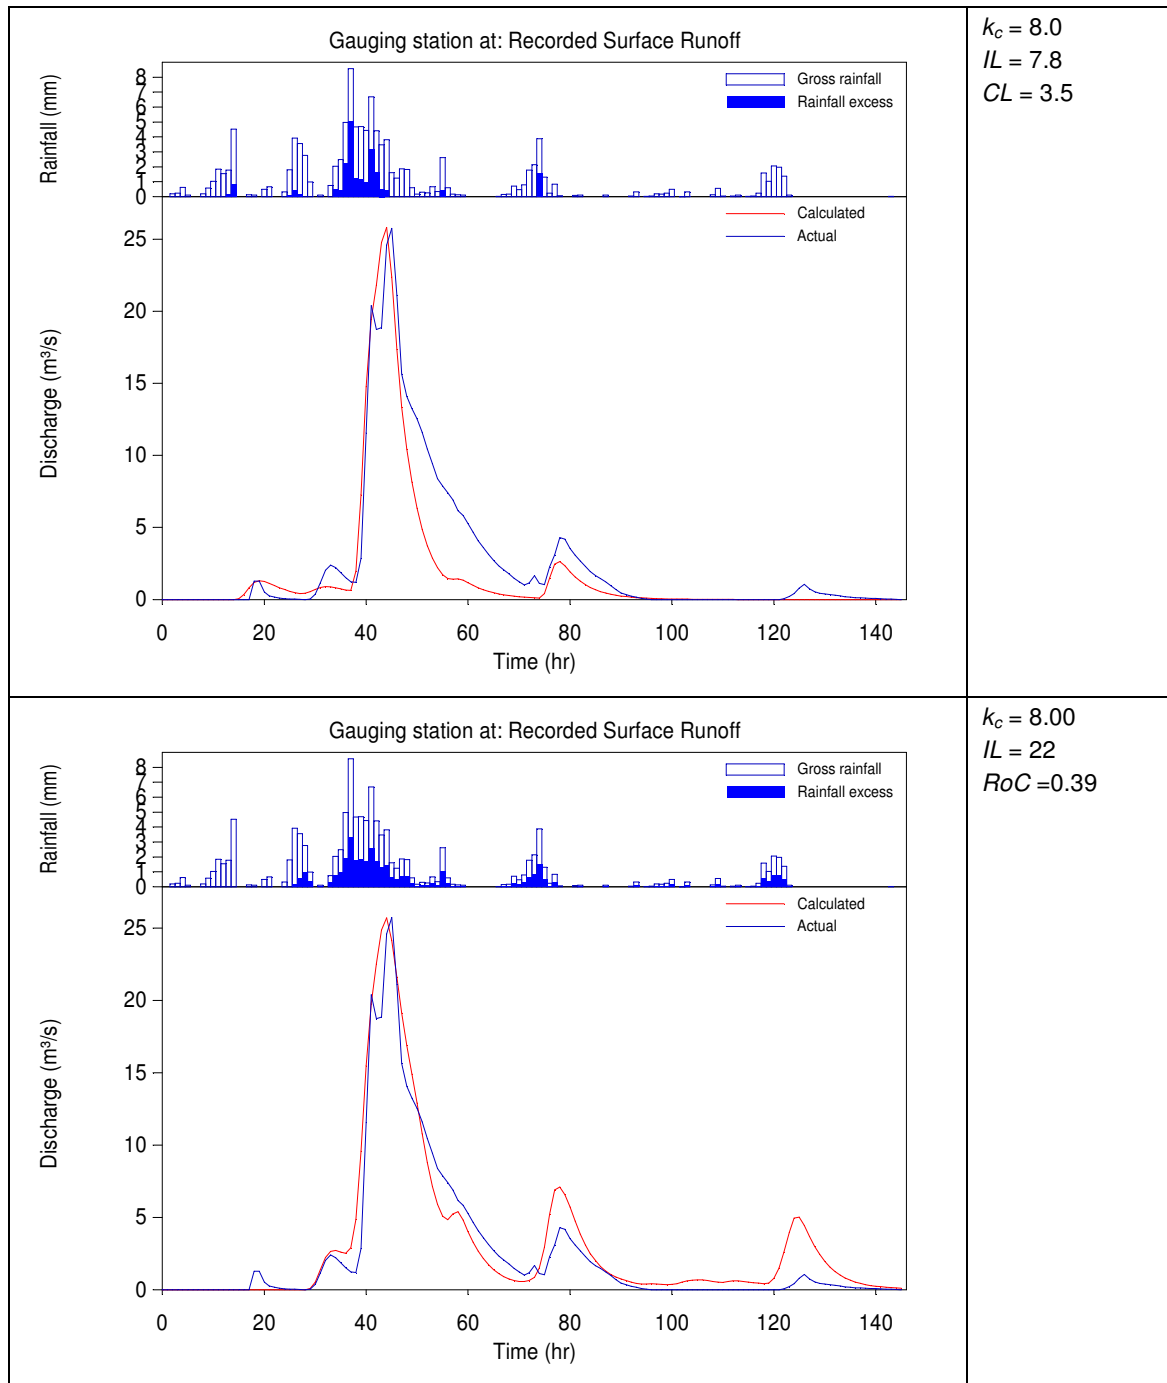 Gauging station at: Recorded Surface Runoff
Rainfall (mm)
8
7
6
5
4
3
2
1
0
Gross rainfall
Rainfall excess
Discharge (m³/s)
25
20
15
10
5
0
Calculated
Actual
0 20 40 60 80 100 120 140
Time (hr)
kc = 8.0
IL = 7.8
CL = 3.5
Gauging station at: Recorded Surface Runoff
Rainfall (mm)
8
7
6
5
4
3
2
1
0
Gross rainfall
Rainfall excess
Discharge (m³/s)
25
20
15
10
5
0
Calculated
Actual
0 20 40 60 80 100 120 140
Time (hr)
kc = 8.00
IL = 22
RoC =0.39